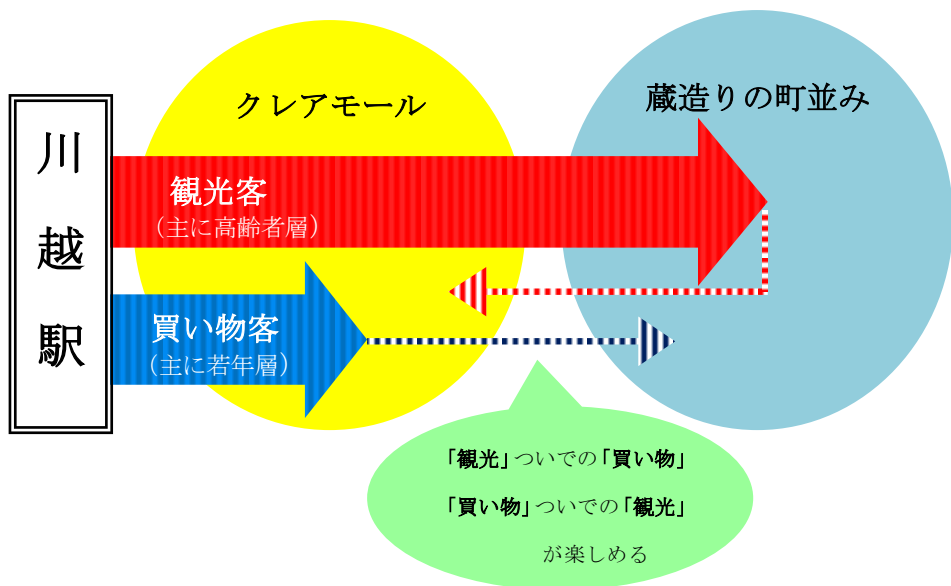 川越駅
クレアモール
蔵造りの町並み
観光客
（主に高齢者層）
買い物客
（主に若年層）
「観光」ついでの「買い物」
「買い物」ついでの「観光」
が楽しめる